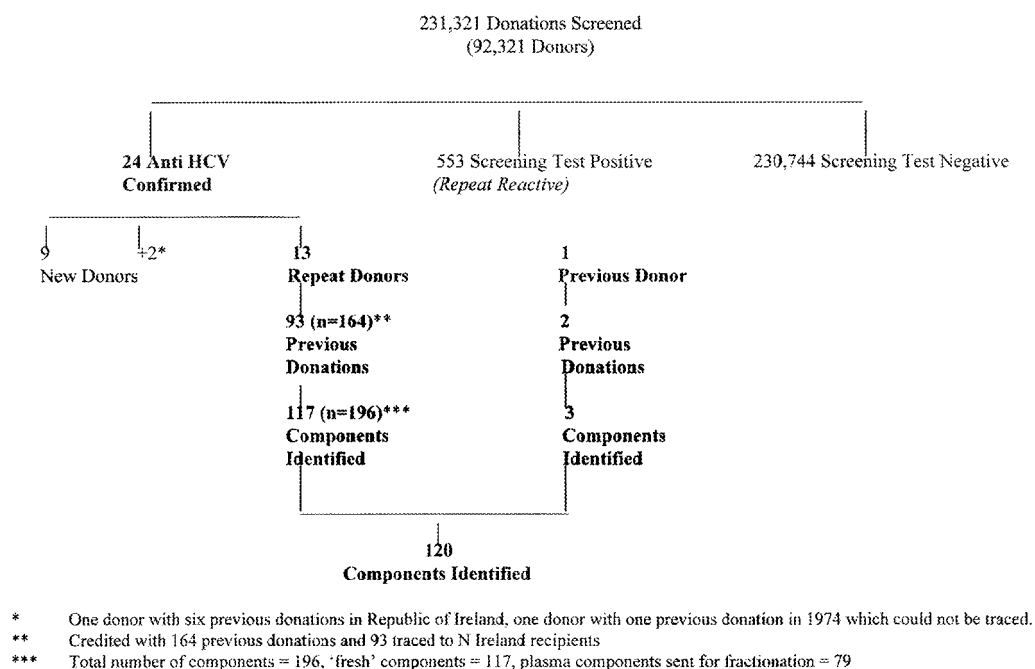 231,321 Donations Screened
(92,321 Donors)
24 Anti HCV
Confirmed
553 Screening Test Positive
(Repeat Reactive)
230,744 Screening Test Negative
9
New Donors
+2*
13
Repeat Donors
1
Previous Donor
93 (n=164)**
Previous
Donations
2
Previous
Donations
117 (n=196)***
Components
Identified
3
Components
Identified
120
Components Identified
* One donor with six previous donations in Republic of Ireland, one donor with one previous donation in 1974 which could not be traced.
** Credited with 164 previous donations and 93 traced to N Ireland recipients
*** Total number of components = 196, ‘fresh’ components = 117, plasma components sent for fractionation = 79